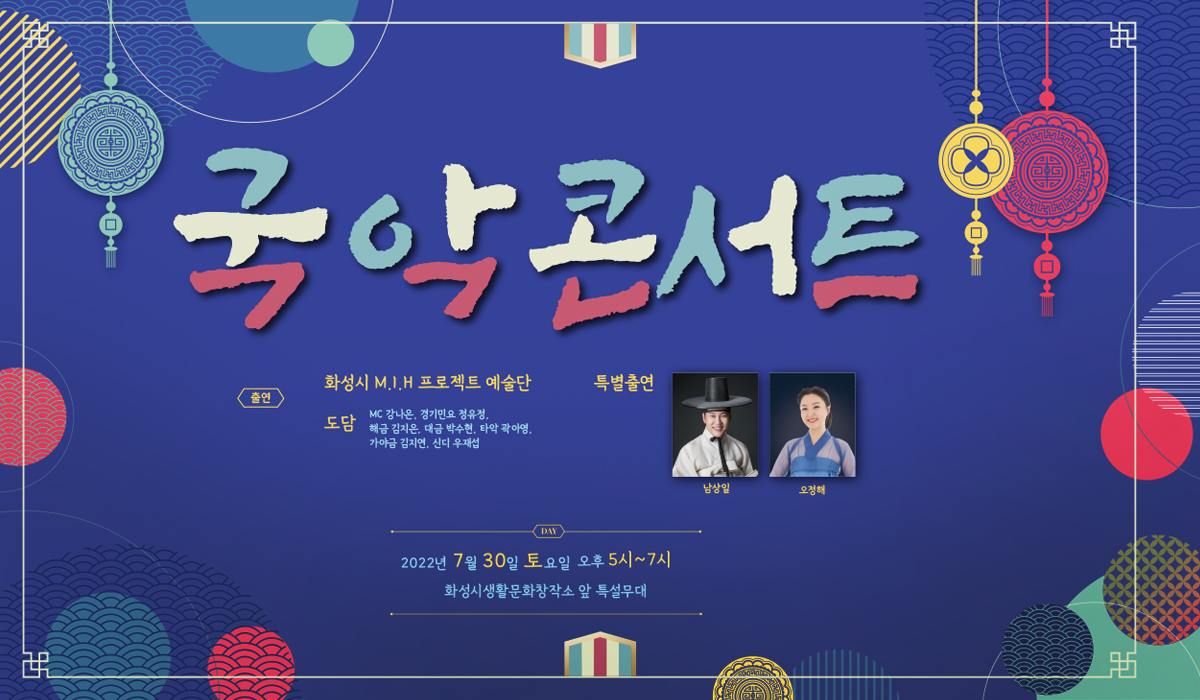 국악콘서트
출연
화성시 M.I.H 프로젝트 예술단
도담
MC 강나은, 경기민요 정유정,
해금 김지은, 대금 박수현, 타악 곽아영,
가야금 김지연, 신디 우재섭
특별출연
남상일
오정해
DAY
2022년 7월 30일 토요일 오후 5시~7시
화성시생활문화창작소 앞 특설무대